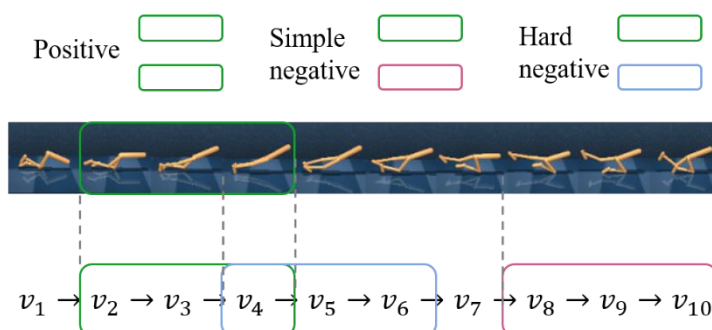 Positive
Simple
negative
Hard
negative
v₁ → v₂ → v₃ → v₄ → v₅ → v₆ → v₇ → v₈ → v₉ → v₁₀